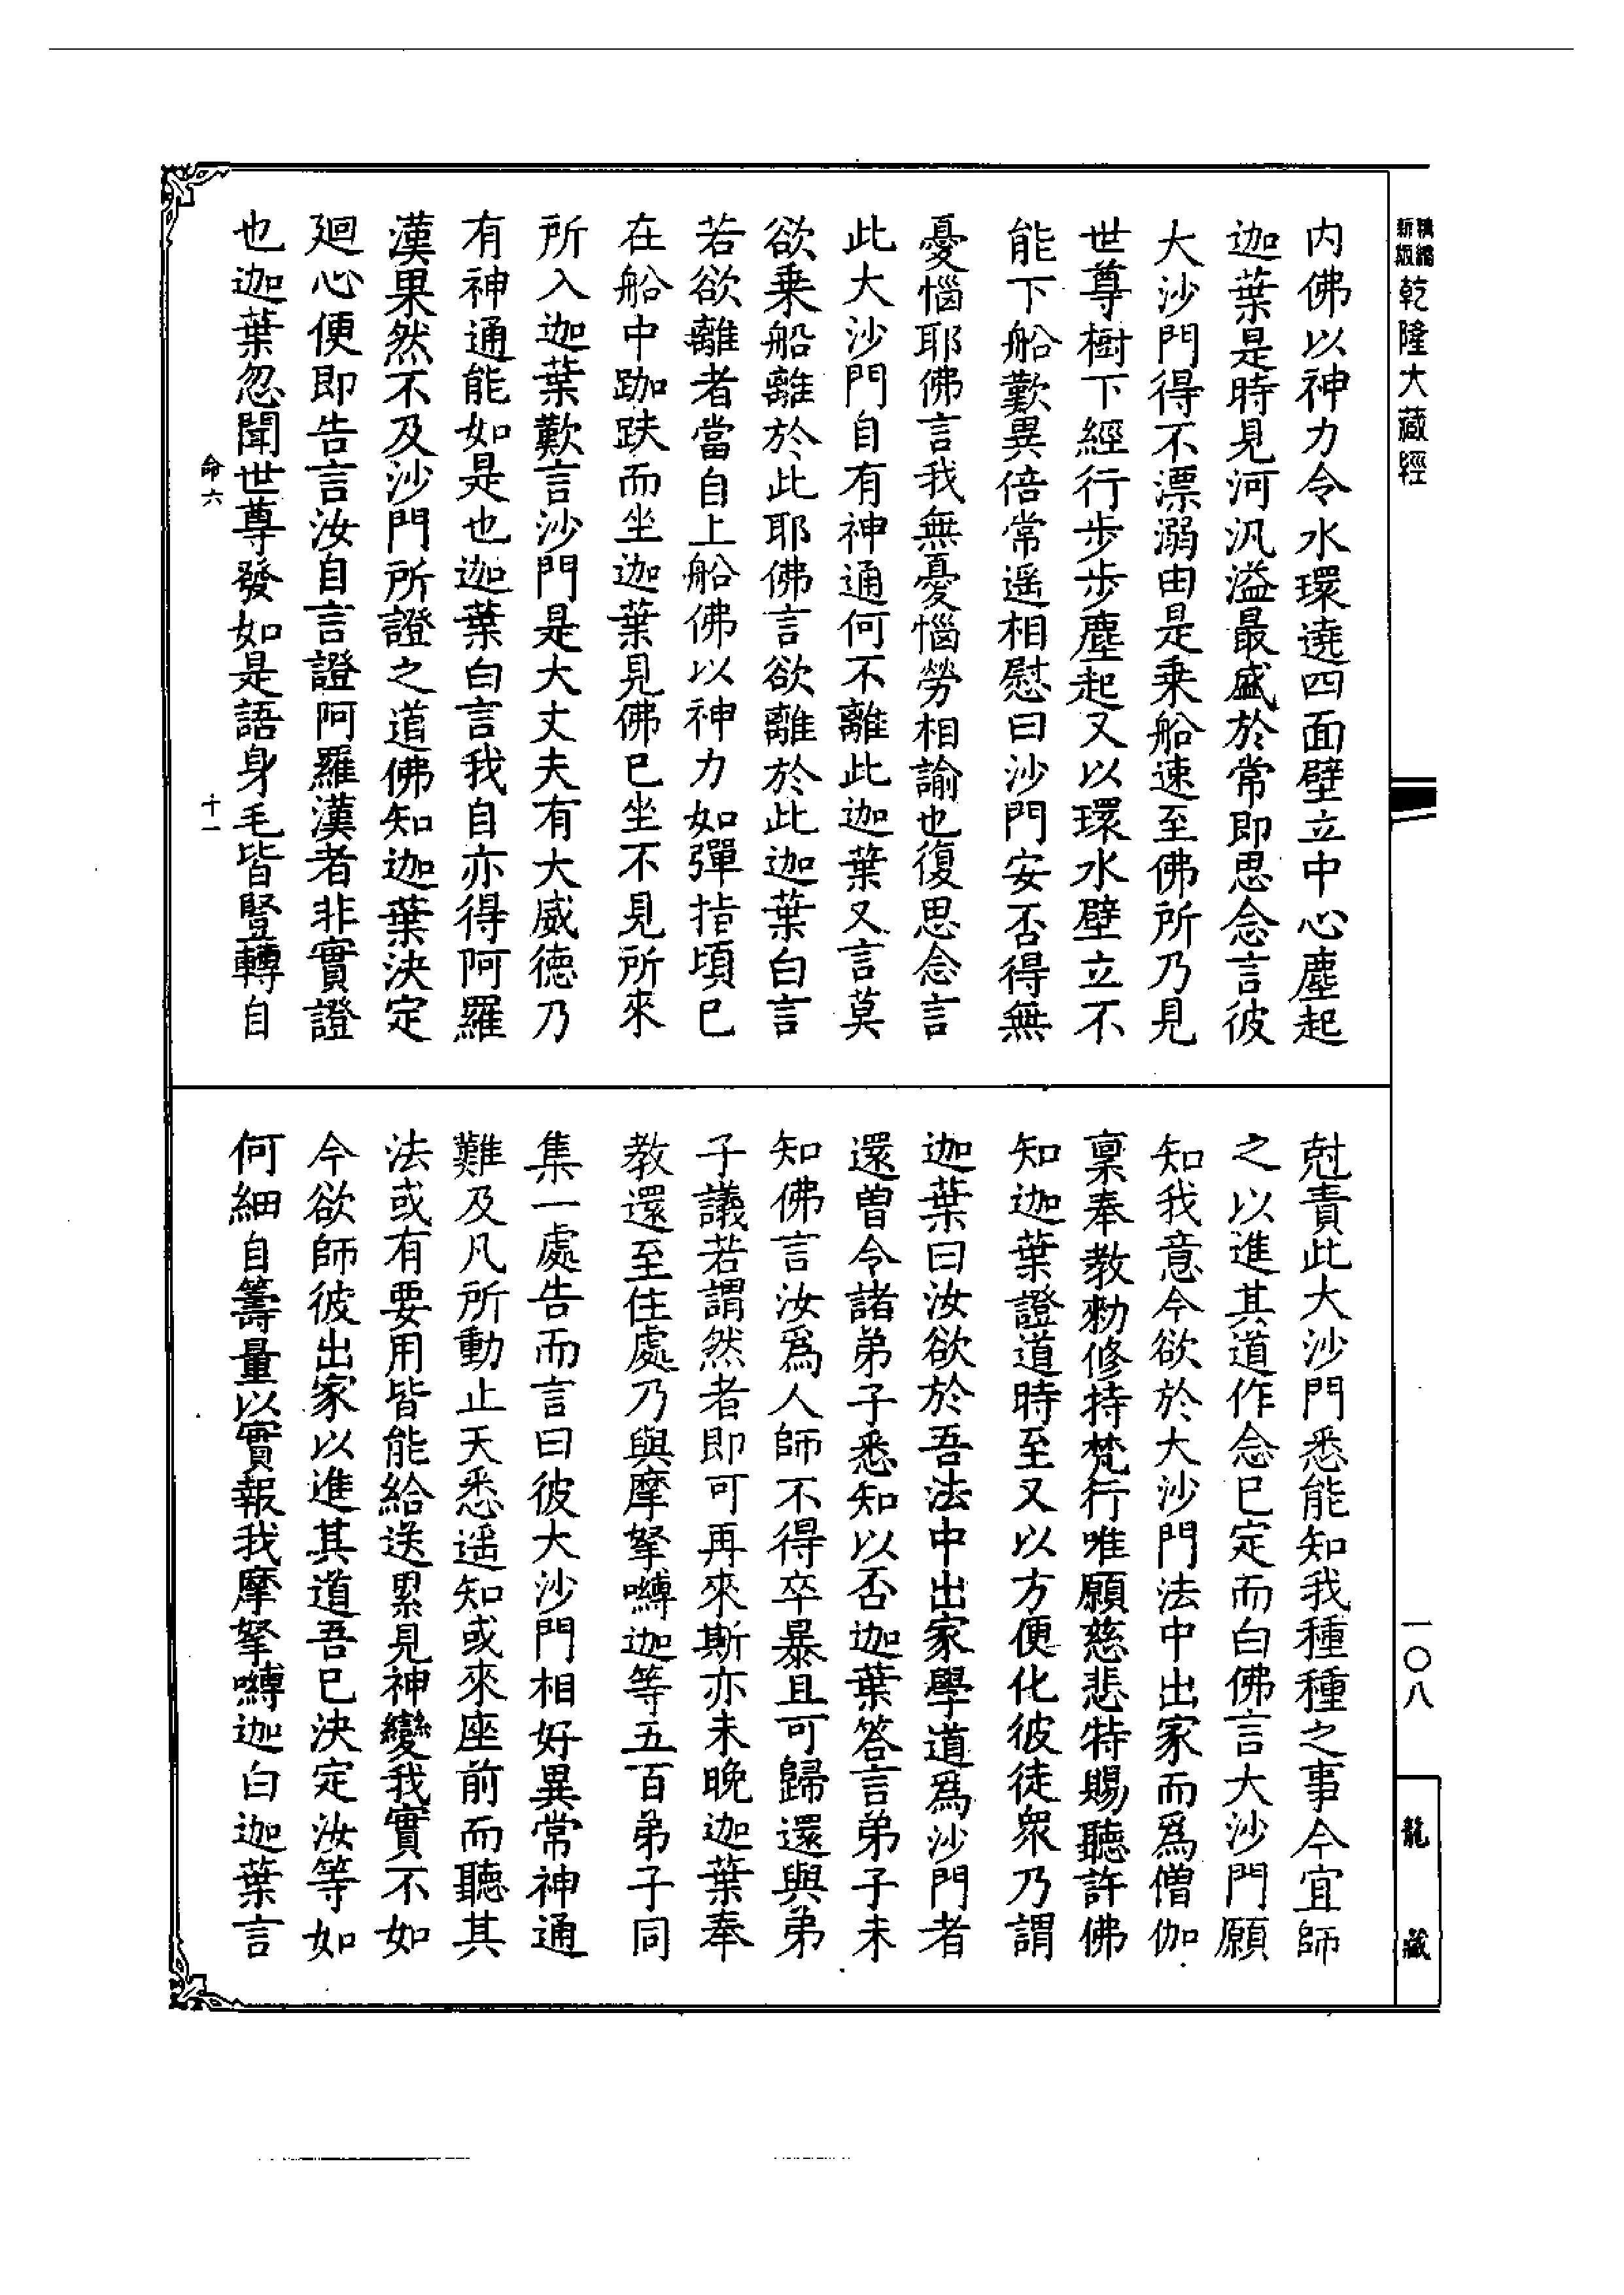 新版
精編
乾隆大藏經
一〇八
龍藏
内佛以神力令水環遶四面壁立中心塵起
迦葉是時見河汎溢最盛於常即思念言彼
大沙門得不漂溺由是乗船速至佛所乃見
世尊樹下經行步步塵起又以環水壁立不
能下船歎異倍常遥相慰曰沙門安否得無
憂惱耶佛言我無憂惱勞相諭也復思念言
此大沙門自有神通何不離此迦葉又言莫
欲乗船離於此耶佛言欲離於此迦葉白言
若欲離者當自上船佛以神力如彈指頃已
在船中跏趺而坐迦葉見佛已坐不見所來
所入迦葉歎言沙門是大丈夫有大威德乃
有神通能如是也迦葉白言我自亦得阿羅
漢果然不及沙門所證之道佛知迦葉決定
廻心便即告言汝自言證阿羅漢者非實證
也迦葉忽聞世尊發如是語身毛皆豎轉自
命六
十一
尅責此大沙門悉能知我種種之事今宜師
之以進其道作念已定而白佛言大沙門願
知我意今欲於大沙門法中出家而爲僧伽
稟奉教勅修持梵行唯願慈悲特賜聽許佛
知迦葉證道時至又以方便化彼徒衆乃謂
迦葉曰汝欲於吾法中出家學道爲沙門者
還曽令諸弟子悉知以否迦葉答言弟子未
知佛言汝爲人師不得卒暴且可歸還與弟
子議若謂然者即可再來斯亦未晚迦葉奉
教還至住處乃與摩拏嚩迦等五百弟子同
集一處告而言曰彼大沙門相好異常神通
難及凡所動止天悉遥知或來座前而聽其
法或有要用皆能給送累見神變我實不如
今欲師彼出家以進其道吾已決定汝等如
何細自籌量以實報我摩拏嚩迦白迦葉言